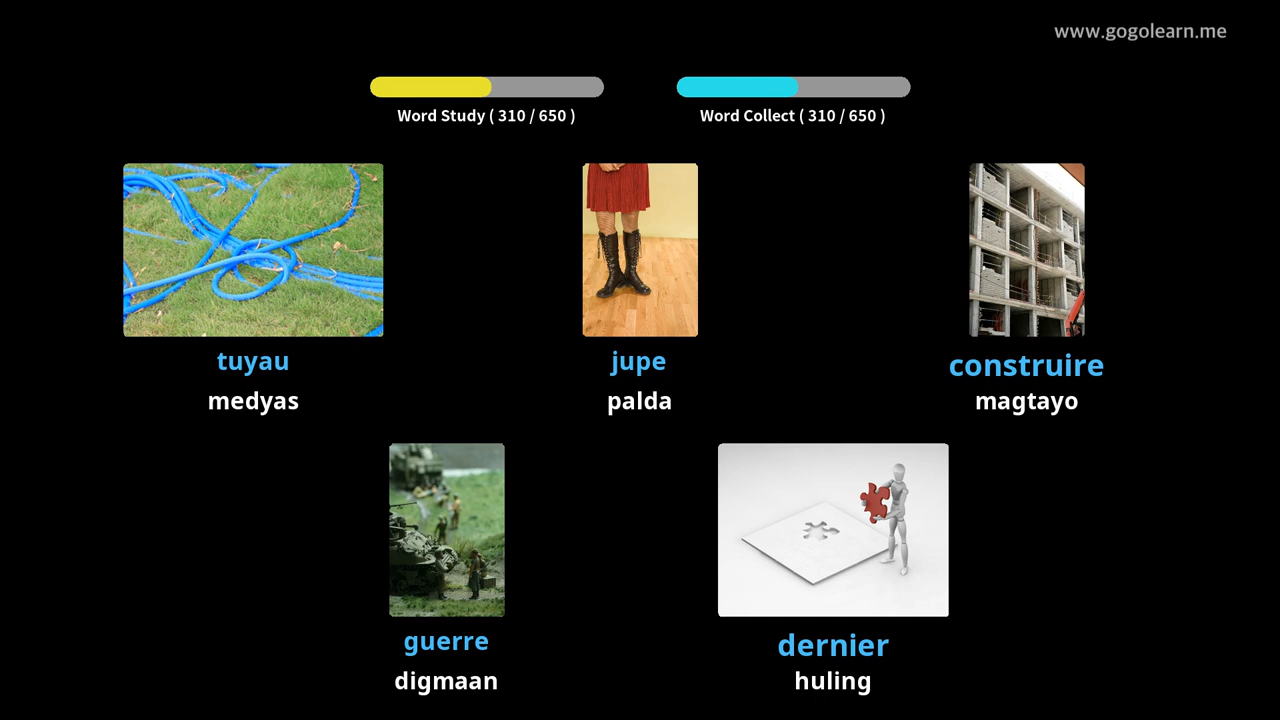 www.gogolearn.me
Word Study ( 310 / 650 )
Word Collect ( 310 / 650 )
tuyau
medyas
jupe
palda
construire
magtayo
guerre
digmaan
dernier
huling